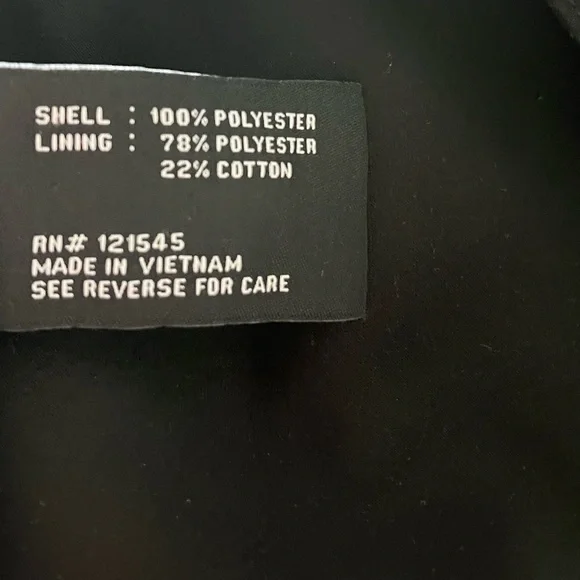 SHELL : 100% POLYESTER
LINING : 78% POLYESTER
22% COTTON
RN# 121545
MADE IN VIETNAM
SEE REVERSE FOR CARE